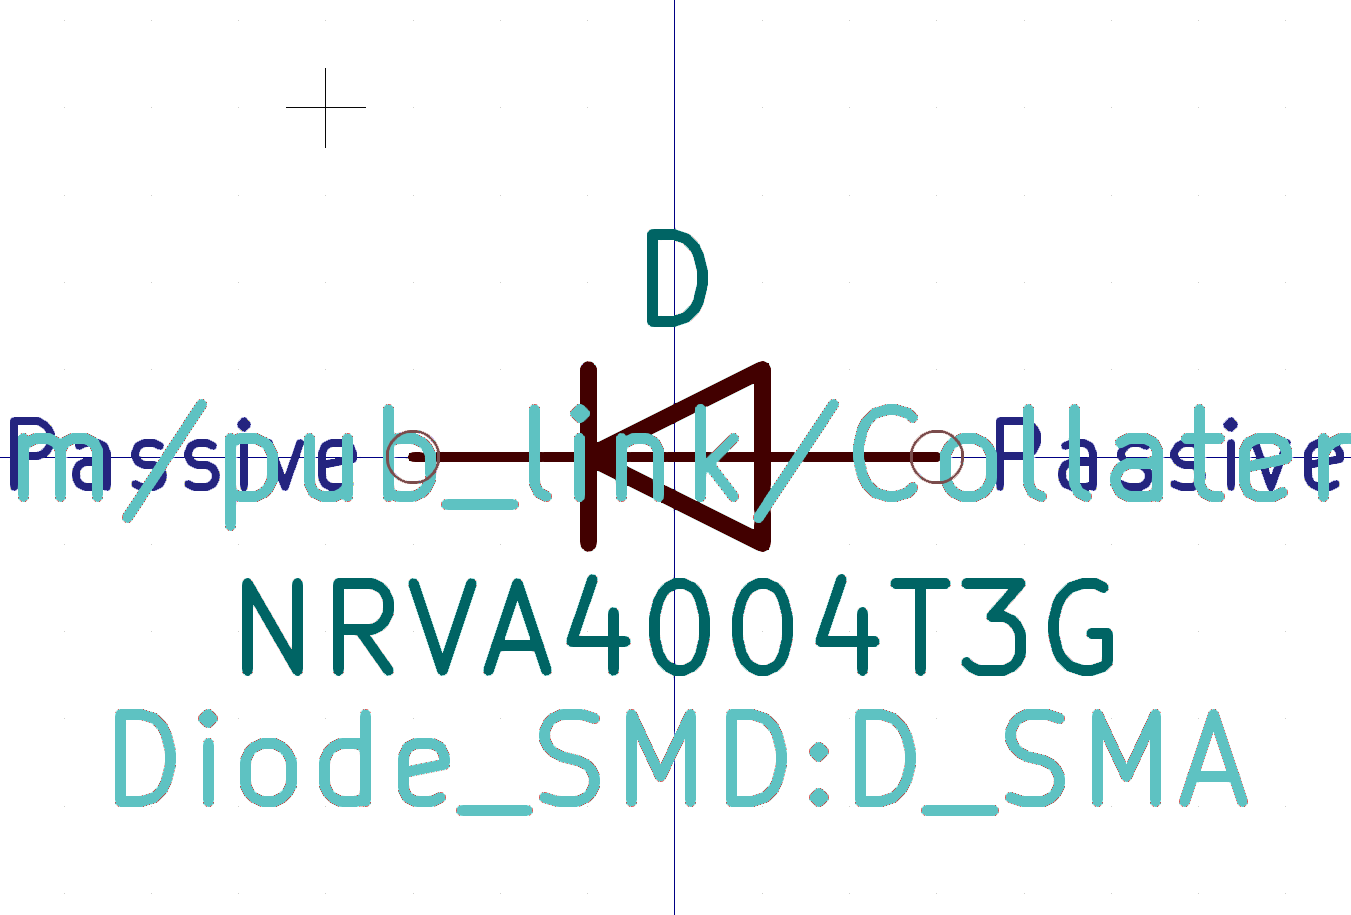 D
Passive
m/pub_link/Collater
Passive
NRVA4004T3G
Diode_SMD:D_SMA